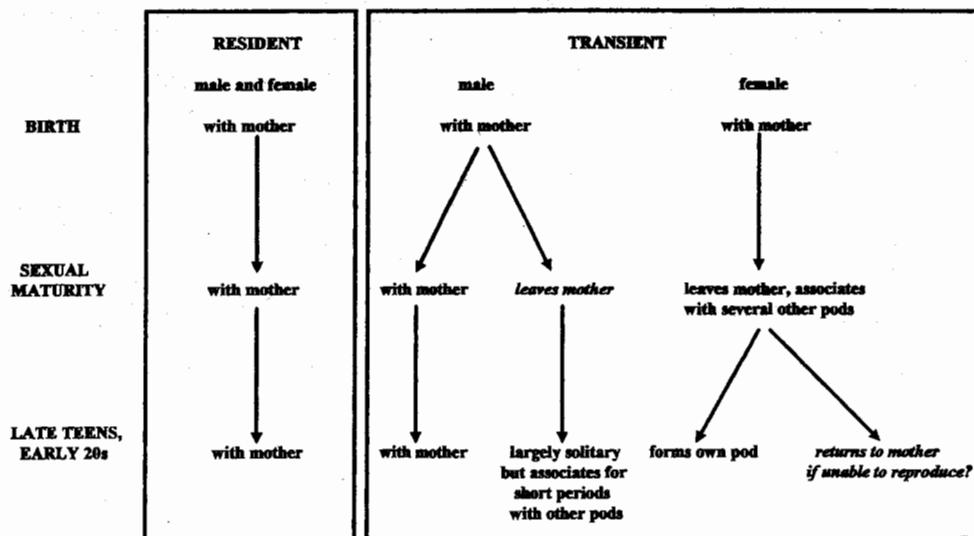 RESIDENT
TRANSIENT
male and female
male
female
BIRTH
with mother
with mother
with mother
SEXUAL
MATURITY
with mother
with mother
leaves mother
leaves mother, associates
with several other pods
LATE TEENS,
EARLY 20s
with mother
with mother
largely solitary
but associates for
short periods
with other pods
forms own pod
returns to mother
if unable to reproduce?